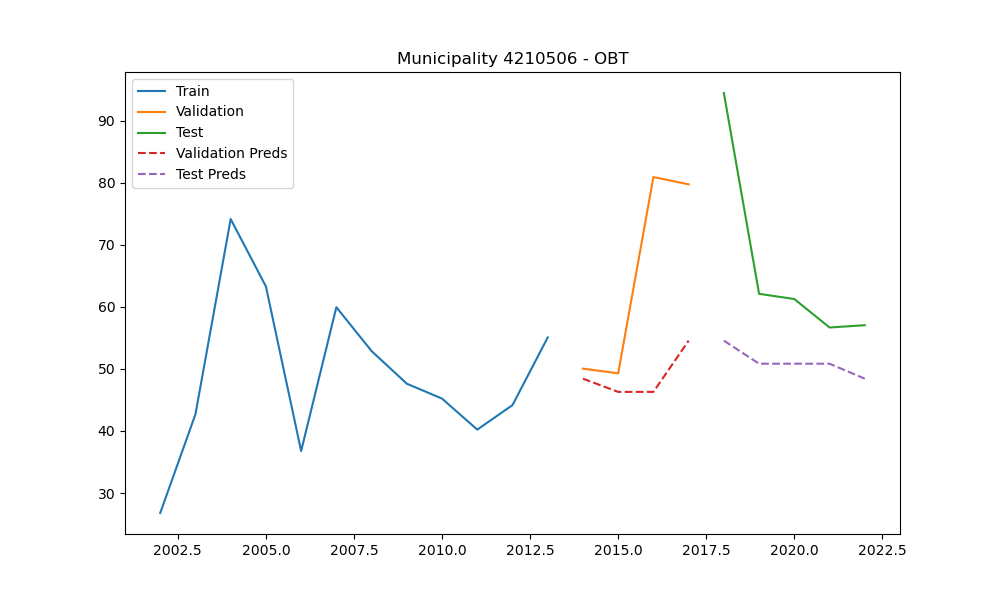 Municipality 4210506 - OBT
Train
Validation
Test
Validation Preds
Test Preds
90
80
70
60
50
40
30
2002.5 2005.0 2007.5 2010.0 2012.5 2015.0 2017.5 2020.0 2022.5